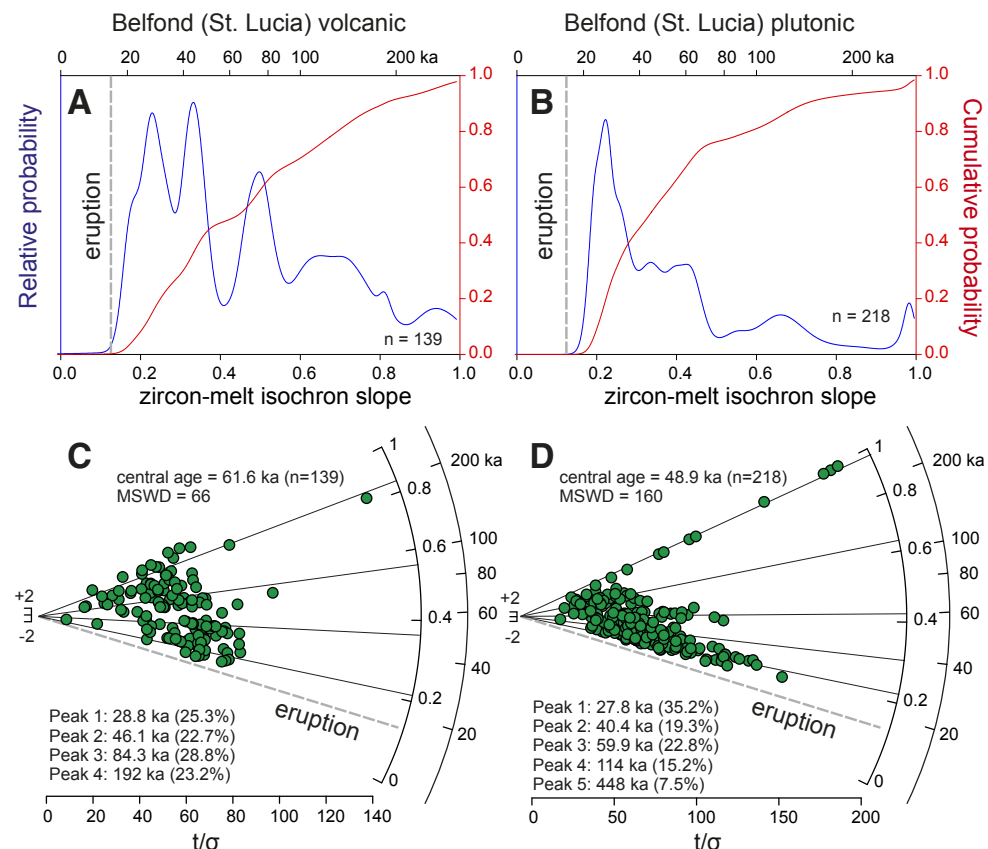 Belfond (St. Lucia) volcanic
0 20 40 60 80 100 200 ka
A
Relative probability
eruption
n = 139
1.0
0.8
0.6
0.4
0.2
0.0
0.0 0.2 0.4 0.6 0.8 1.0
zircon-melt isochron slope
Belfond (St. Lucia) plutonic
0 20 40 60 80 100 200 ka
B
eruption
n = 218
1.0
0.8
0.6
0.4
0.2
0.0
Cumulative probability
0.0 0.2 0.4 0.6 0.8 1.0
zircon-melt isochron slope
C
central age = 61.6 ka (n=139)
MSWD = 66
1
0.8
0.6
0.4
0.2
0
200 ka
100
80
60
40
20
+2
-2
eruption
Peak 1: 28.8 ka (25.3%)
Peak 2: 46.1 ka (22.7%)
Peak 3: 84.3 ka (28.8%)
Peak 4: 192 ka (23.2%)
0 20 40 60 80 100 120 140
t/σ
D
central age = 48.9 ka (n=218)
MSWD = 160
1
0.8
0.6
0.4
0.2
0
200 ka
100
80
60
40
20
+2
-2
eruption
Peak 1: 27.8 ka (35.2%)
Peak 2: 40.4 ka (19.3%)
Peak 3: 59.9 ka (22.8%)
Peak 4: 114 ka (15.2%)
Peak 5: 448 ka (7.5%)
0 50 100 150 200
t/σ